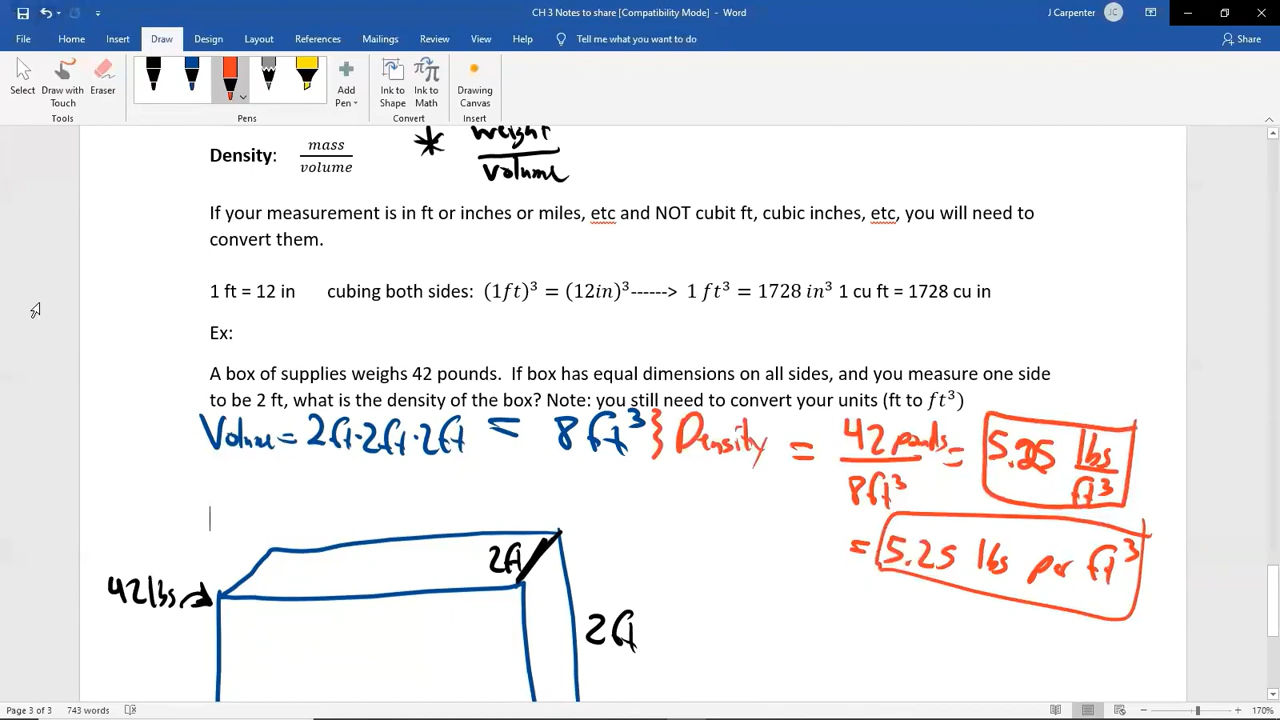 CH 3 Notes to share [Compatibility Mode] - Word
J Carpenter JC
File Home Insert Draw Design Layout References Mailings Review View Help Tell me what you want to do Share
Select Draw with Touch Eraser Add Pen Ink to Shape Ink to Math Drawing Canvas
Tools Pens Convert Insert
Density: mass/volume * weight/volume
If your measurement is in ft or inches or miles, etc and NOT cubit ft, cubic inches, etc, you will need to
convert them.
1 ft = 12 in cubing both sides: (1ft)³ = (12in)³------> 1 ft³ = 1728 in³ 1 cu ft = 1728 cu in
Ex:
A box of supplies weighs 42 pounds. If box has equal dimensions on all sides, and you measure one side
to be 2 ft, what is the density of the box? Note: you still need to convert your units (ft to ft³)
Volume = 2ft·2ft·2ft = 8ft³ } Density = 42 pounds/8ft³ = 5.25 lbs/ft³
= 5.25 lbs per ft³
2ft
42lbs
2ft
Page 3 of 3 743 words 170%